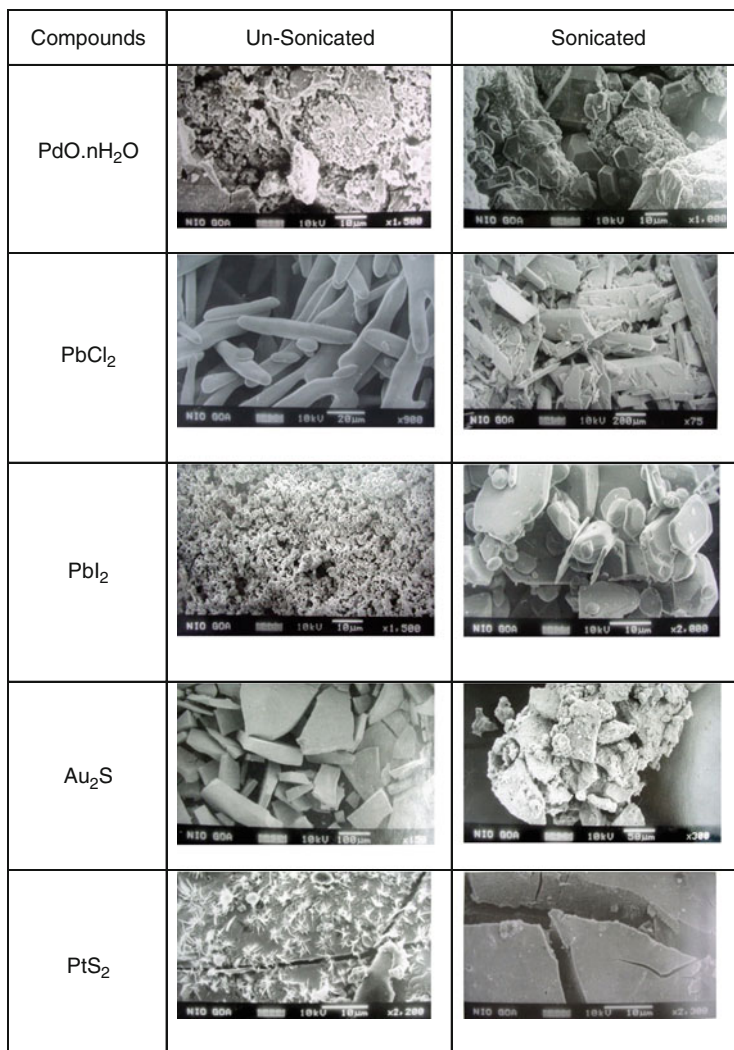 Compounds Un-Sonicated Sonicated
PdO.nH₂O
NIO GOA 10kV 10µm x1,500
NIO GOA 10kV 10µm x1,000
PbCl₂
NIO GOA 10kV 20µm x900
NIO GOA 10kV 200µm x75
PbI₂
NIO GOA 10kV 10µm x1,500
NIO GOA 10kV 10µm x2,000
Au₂S
NIO GOA 10kV 100µm
NIO GOA 10kV 50µm x300
PtS₂
NIO GOA 10kV 10µm x2,200
NIO GOA 10kV 10µm